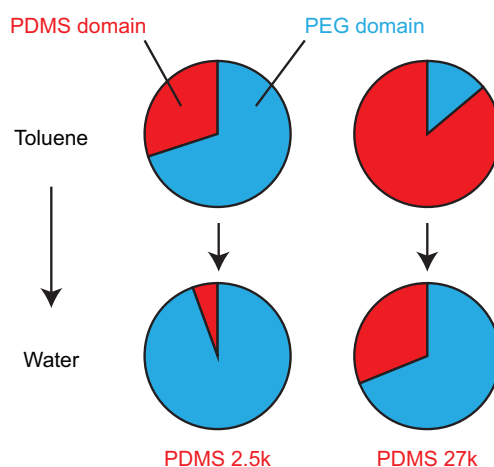 PDMS domain
PEG domain
Toluene
Water
PDMS 2.5k
PDMS 27k